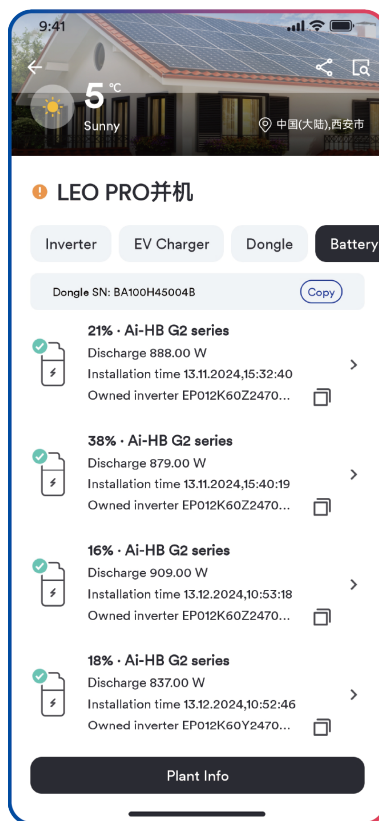 9:41
5 °C
Sunny
中国(大陆),西安市
LEO PRO并机
Inverter EV Charger Dongle Battery
Dongle SN: BA100H45004B Copy
21% · Ai-HB G2 series
Discharge 888.00 W
Installation time 13.11.2024,15:32:40
Owned inverter EP012K60Z2470...
38% · Ai-HB G2 series
Discharge 879.00 W
Installation time 13.11.2024,15:40:19
Owned inverter EP012K60Z2470...
16% · Ai-HB G2 series
Discharge 909.00 W
Installation time 13.12.2024,10:53:18
Owned inverter EP012K60Z2470...
18% · Ai-HB G2 series
Discharge 837.00 W
Installation time 13.12.2024,10:52:46
Owned inverter EP012K60Y2470...
Plant Info